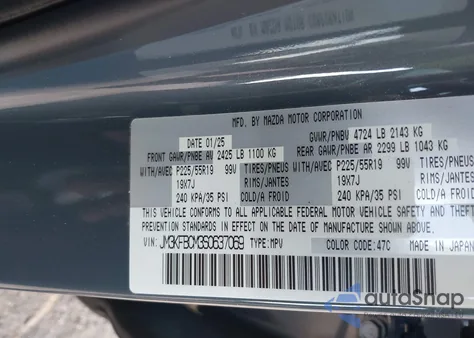 MFD. BY MAZDA MOTOR CORPORATION
DATE 01/25 GVWR/PNBV 4724 LB 2143 KG
FRONT GAWR/PNBE AV 2425 LB 1100 KG REAR GAWR/PNBE AR 2299 LB 1043 KG
WITH/AVEC P225/55R19 99V TIRES/PNEUS WITH/AVEC P225/55R19 99V TIRES/PNEUS
19X7J RIMS/JANTES 19X7J RIMS/JANTES
240 KPA/35 PSI COLD/A FROID 240 KPA/35 PSI COLD/A FROID
THIS VEHICLE CONFORMS TO ALL APPLICABLE FEDERAL MOTOR VEHICLE SAFETY AND THEFT
PREVENTION STANDARDS IN EFFECT ON THE DATE OF MANUFACTURE SHOWN ABOVE.
VIN: JM3KFBCM3S0637069 TYPE: MPV COLOR CODE: 47C MADE IN JAPAN
autosnap